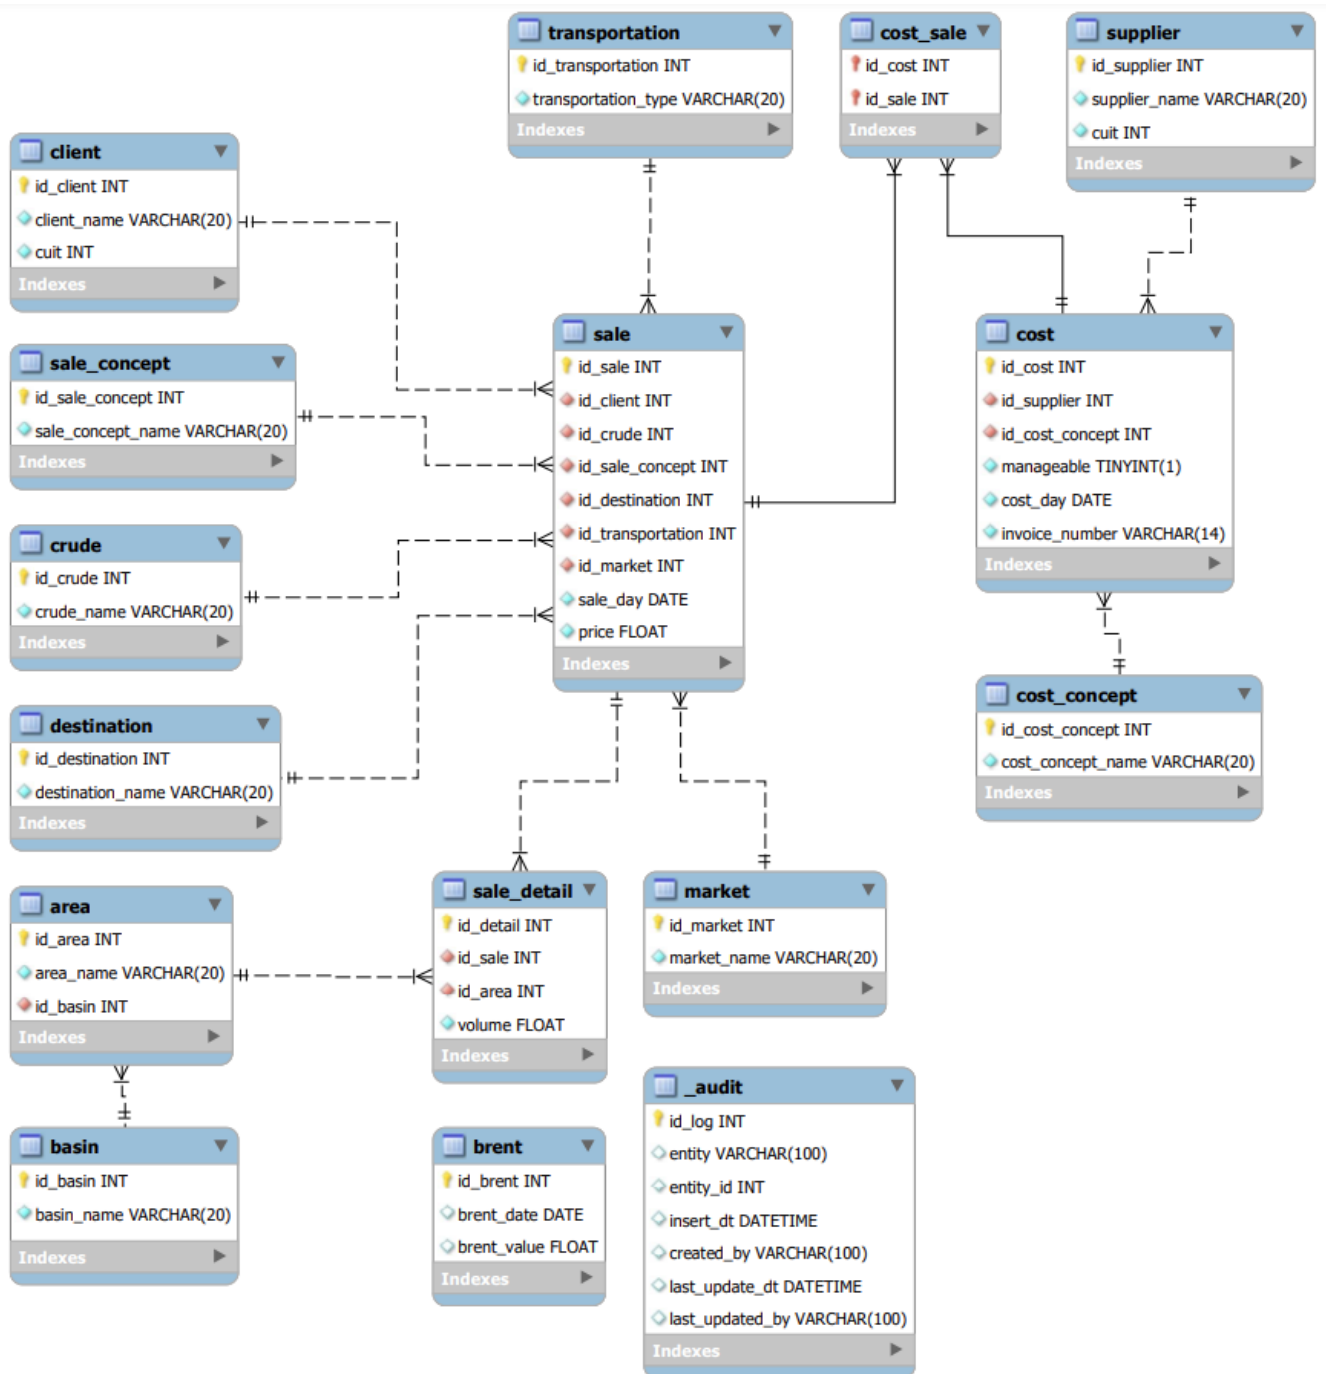 transportation
id_transportation INT
transportation_type VARCHAR(20)
Indexes
cost_sale
id_cost INT
id_sale INT
Indexes
supplier
id_supplier INT
supplier_name VARCHAR(20)
cuit INT
Indexes
client
id_client INT
client_name VARCHAR(20)
cuit INT
Indexes
sale_concept
id_sale_concept INT
sale_concept_name VARCHAR(20)
Indexes
sale
id_sale INT
id_client INT
id_crude INT
id_sale_concept INT
id_destination INT
id_transportation INT
id_market INT
sale_day DATE
price FLOAT
Indexes
cost
id_cost INT
id_supplier INT
id_cost_concept INT
manageable TINYINT(1)
cost_day DATE
invoice_number VARCHAR(14)
Indexes
crude
id_crude INT
crude_name VARCHAR(20)
Indexes
cost_concept
id_cost_concept INT
cost_concept_name VARCHAR(20)
Indexes
destination
id_destination INT
destination_name VARCHAR(20)
Indexes
area
id_area INT
area_name VARCHAR(20)
id_basin INT
Indexes
sale_detail
id_detail INT
id_sale INT
id_area INT
volume FLOAT
Indexes
market
id_market INT
market_name VARCHAR(20)
Indexes
basin
id_basin INT
basin_name VARCHAR(20)
Indexes
brent
id_brent INT
brent_date DATE
brent_value FLOAT
Indexes
_audit
id_log INT
entity VARCHAR(100)
entity_id INT
insert_dt DATETIME
created_by VARCHAR(100)
last_update_dt DATETIME
last_updated_by VARCHAR(100)
Indexes